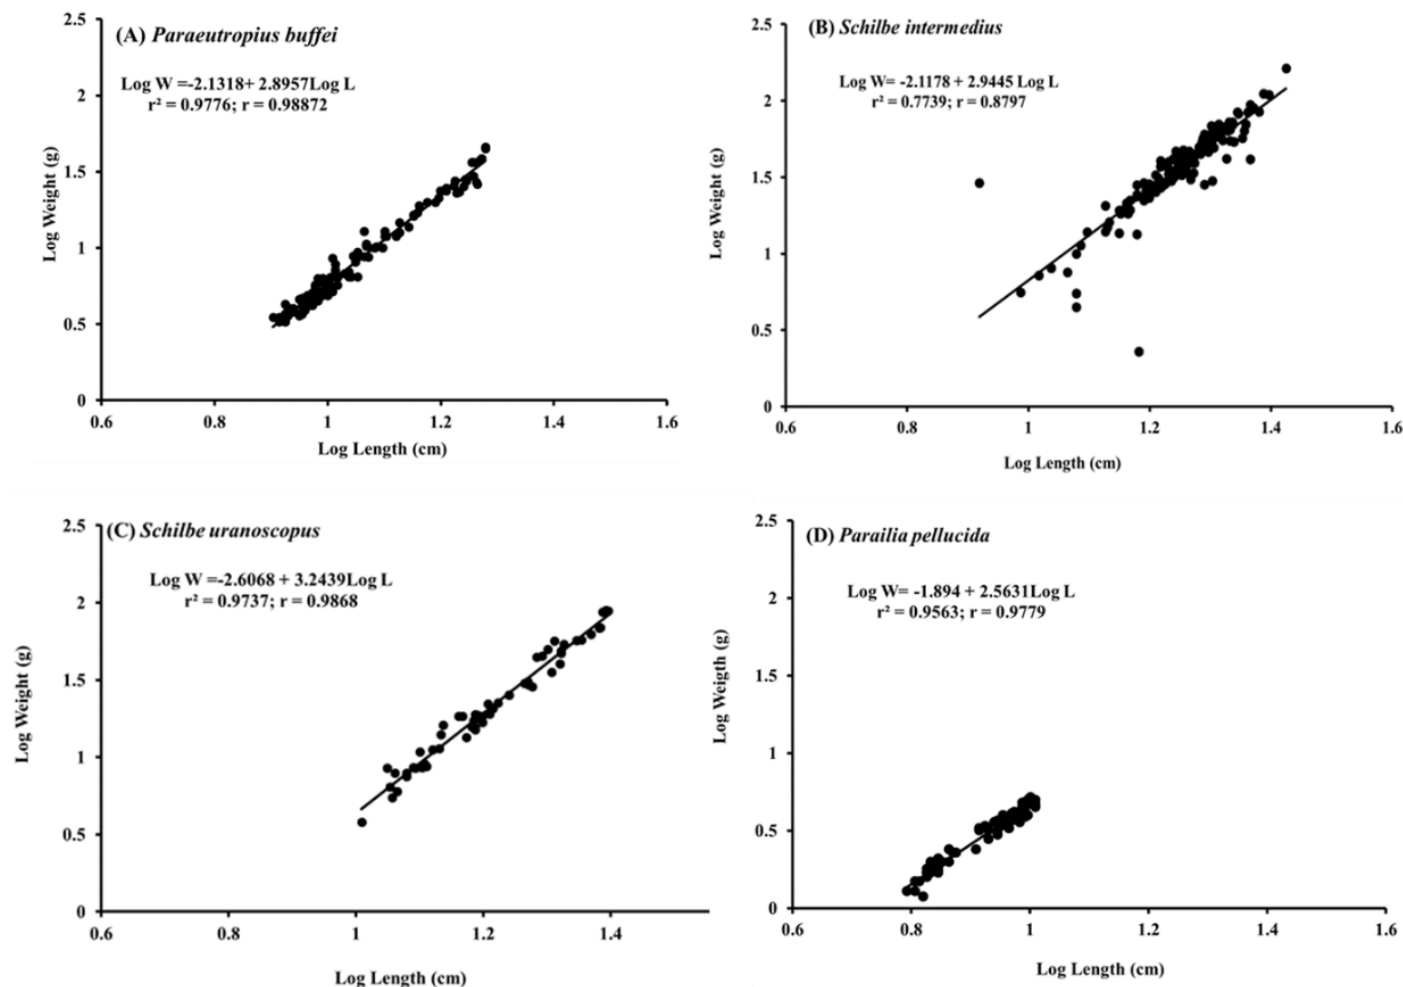 (A) Paraeutropius buffei
Log W =-2.1318+ 2.8957Log L
r² = 0.9776; r = 0.98872
Log Weight (g)
2.5
2
1.5
1
0.5
0
0.6 0.8 1 1.2 1.4 1.6
Log Length (cm)
(B) Schilbe intermedius
Log W= -2.1178 + 2.9445 Log L
r² = 0.7739; r = 0.8797
Log Weight (g)
2.5
2
1.5
1
0.5
0
0.6 0.8 1 1.2 1.4 1.6
Log Length (cm)
(C) Schilbe uranoscopus
Log W =-2.6068 + 3.2439Log L
r² = 0.9737; r = 0.9868
Log Weight (g)
2.5
2
1.5
1
0.5
0
0.6 0.8 1 1.2 1.4
Log Length (cm)
(D) Parailia pellucida
Log W= -1.894 + 2.5631Log L
r² = 0.9563; r = 0.9779
Log Weigth (g)
2.5
2
1.5
1
0.5
0
0.6 0.8 1 1.2 1.4 1.6
Log Length (cm)